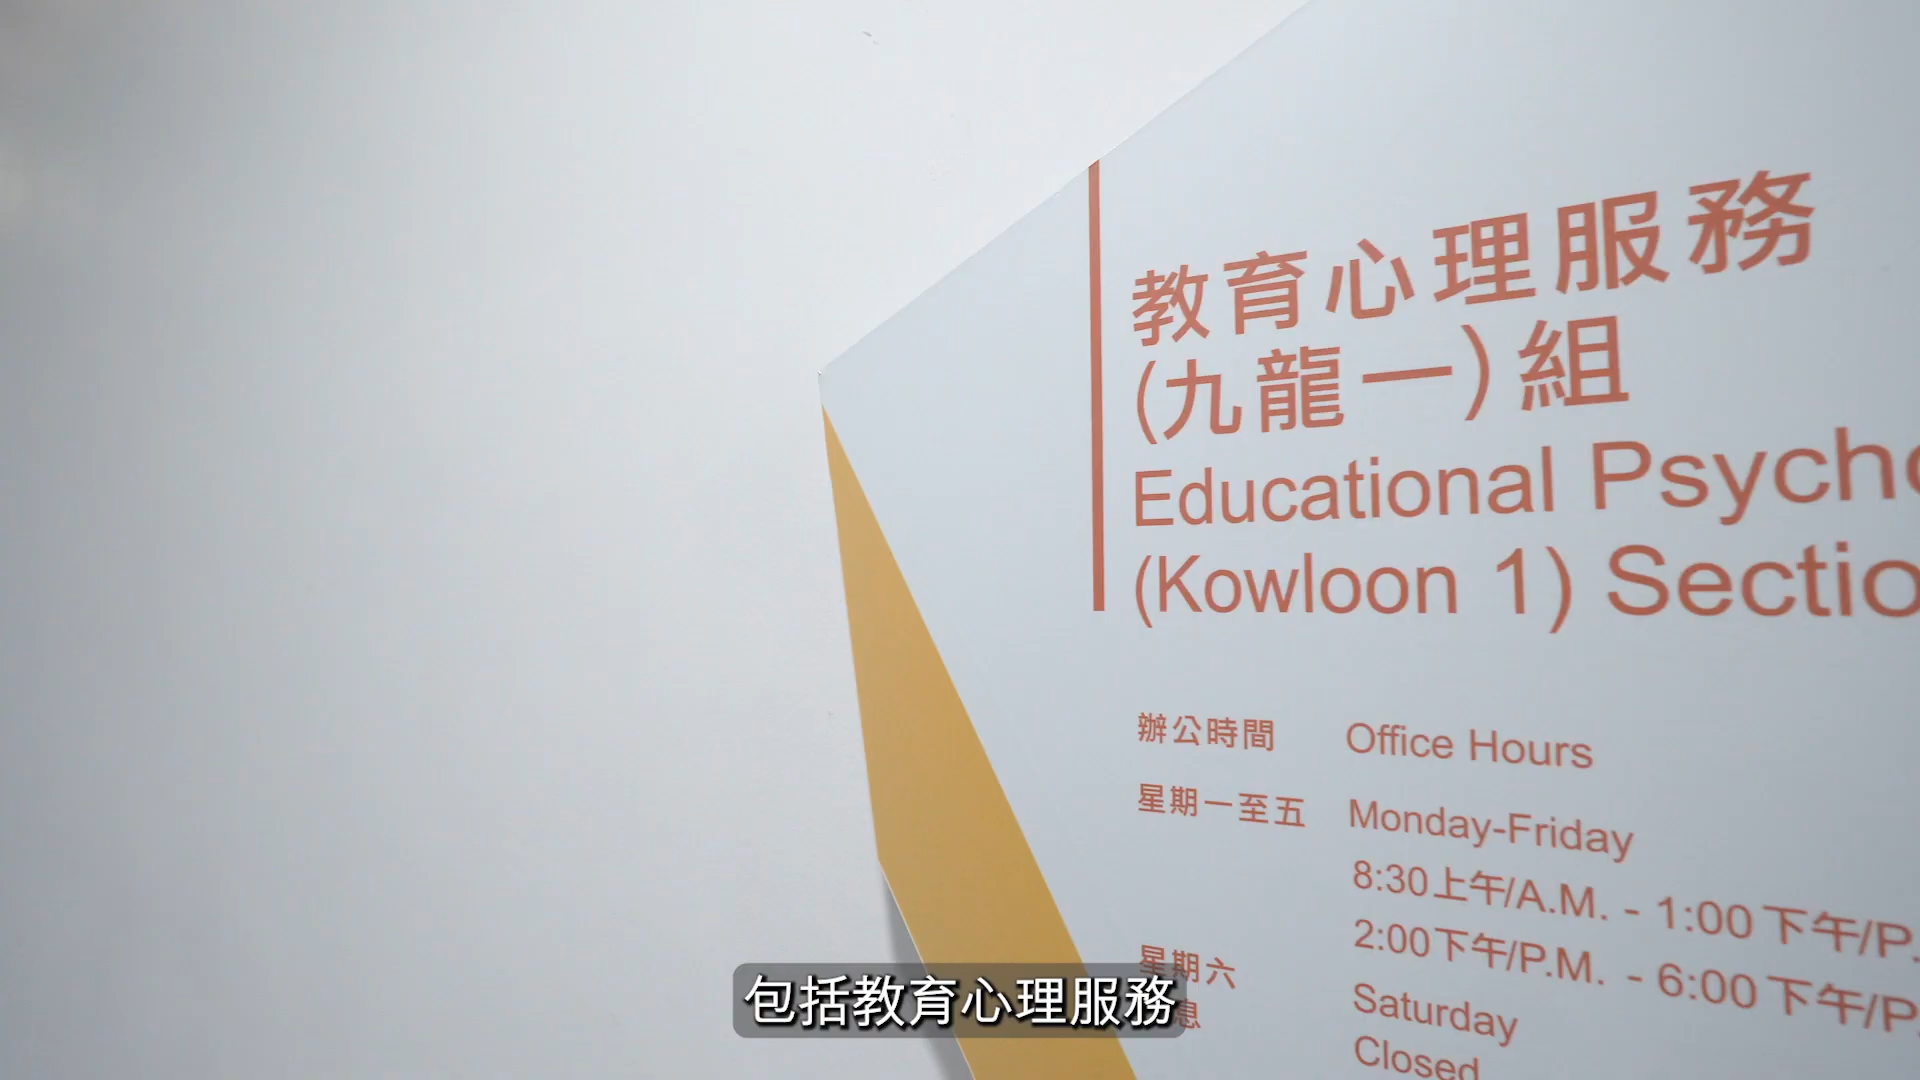 教育心理服務
(九龍一)組
Educational Psycho
(Kowloon 1) Sectio
辦公時間 Office Hours
星期一至五 Monday-Friday
8:30上午/A.M. - 1:00下午/P.
2:00下午/P.M. - 6:00下午/P
星期六 Saturday
息 Closed
包括教育心理服務